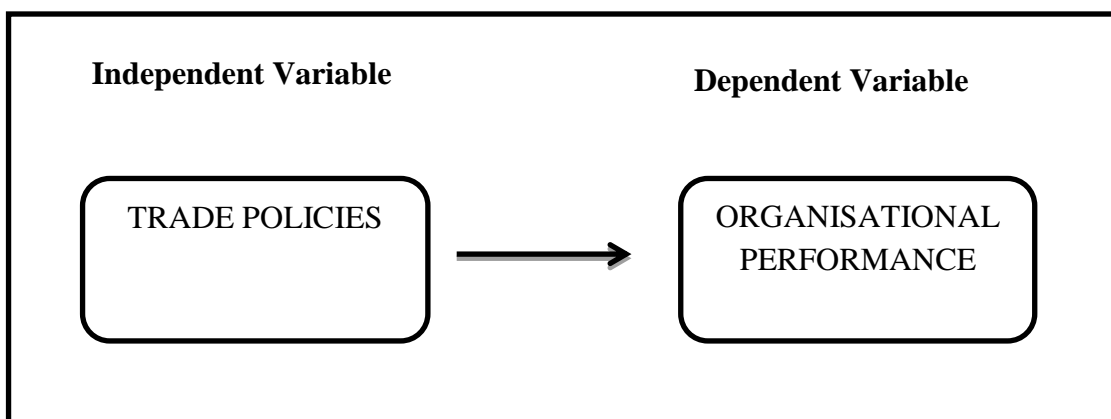 Independent Variable
Dependent Variable
TRADE POLICIES
ORGANISATIONAL
PERFORMANCE